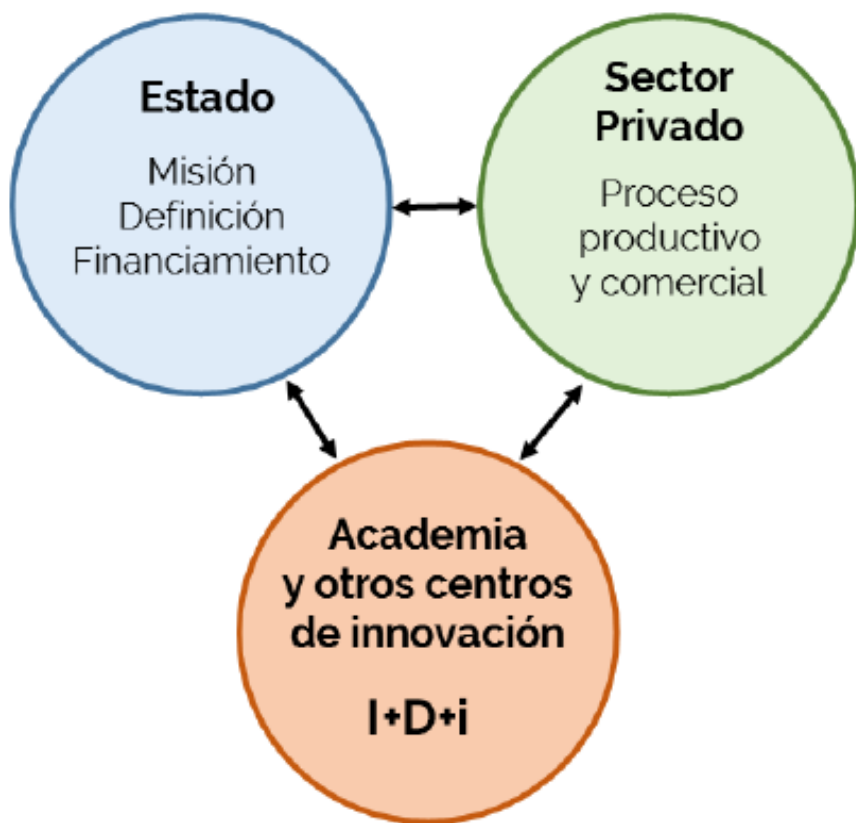 Estado
Misión
Definición
Financiamiento
Sector
Privado
Proceso
productivo
y comercial
Academia
y otros centros
de innovación
I+D+i